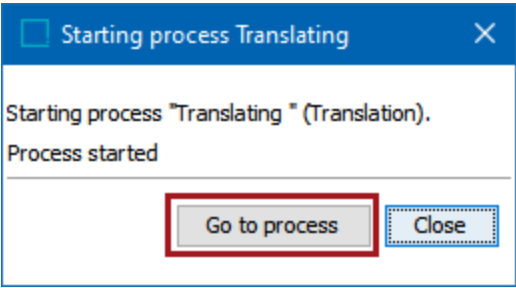 Starting process Translating
Starting process "Translating " (Translation).
Process started
Go to process Close